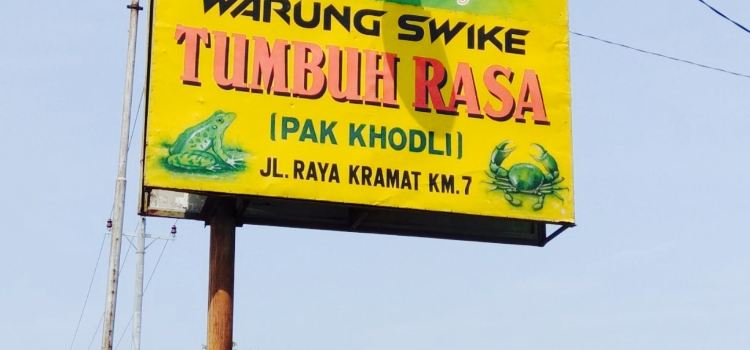 WARUNG SWIKE
TUMBUH RASA
(PAK KHODLI)
JL. RAYA KRAMAT KM.7